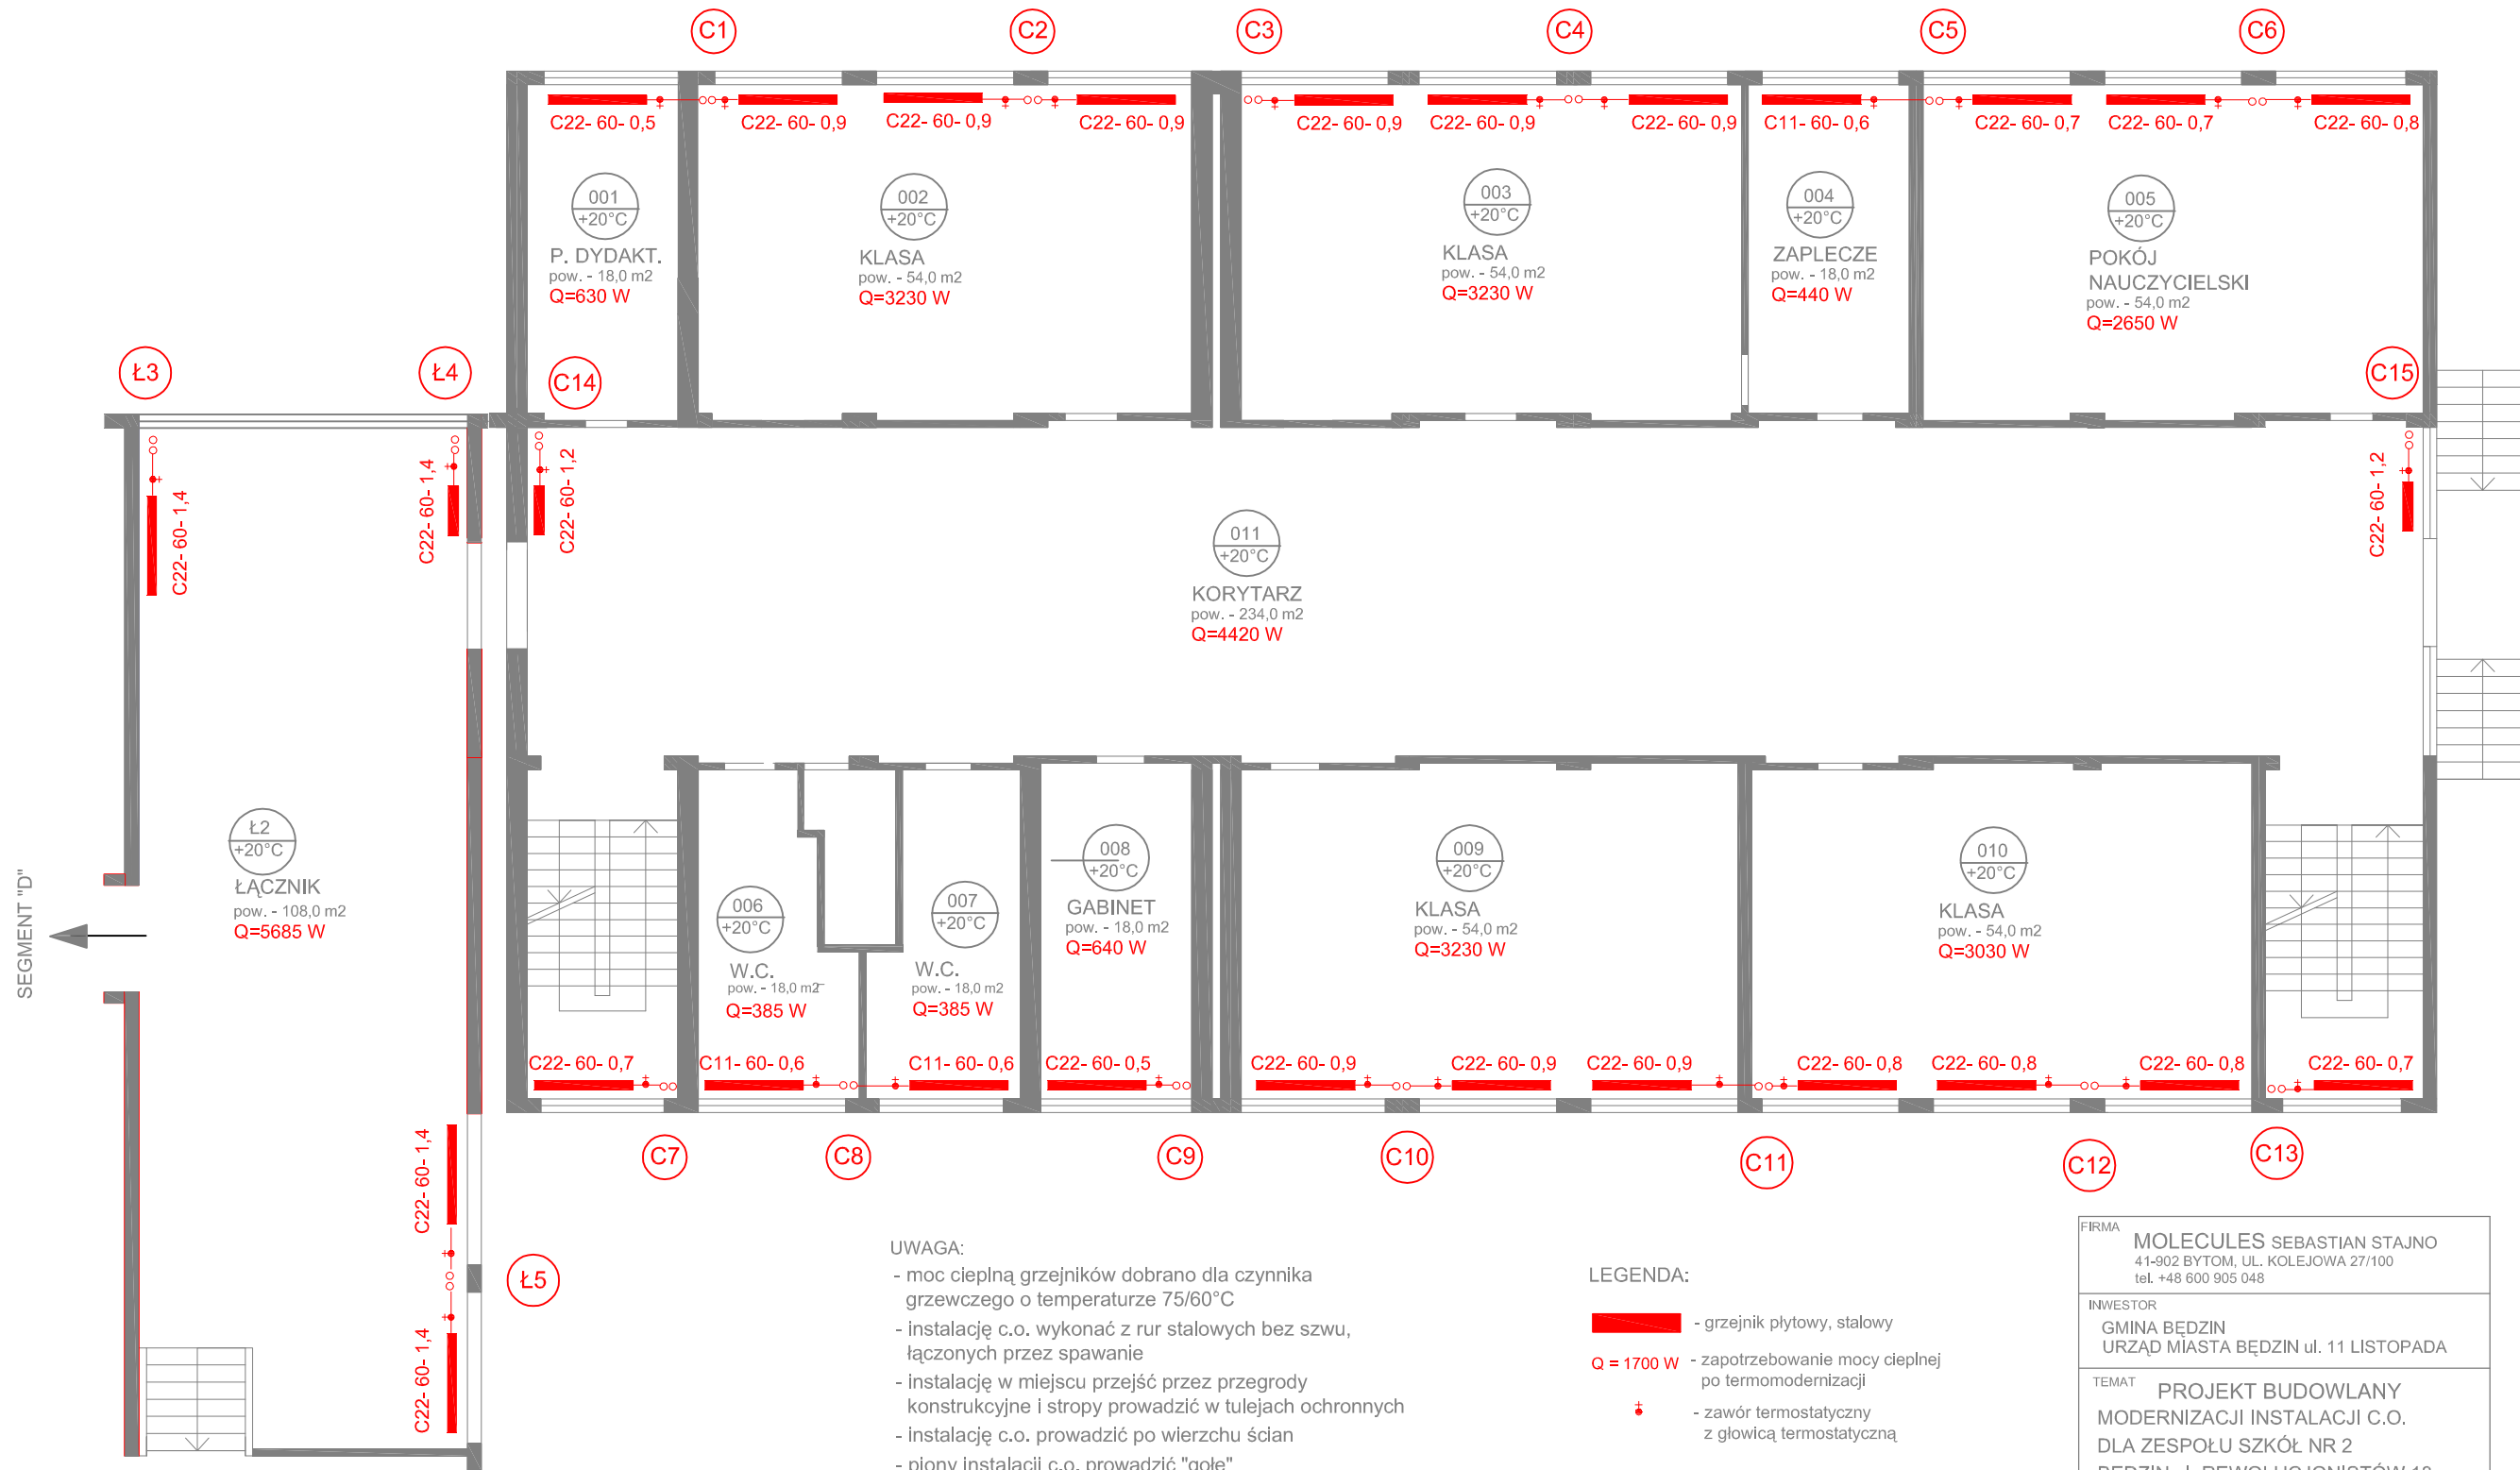 C1
C2
C3
C4
C5
C6
C22- 60- 0,5
C22- 60- 0,9
C22- 60- 0,9
C22- 60- 0,9
C22- 60- 0,9
C22- 60- 0,9
C22- 60- 0,9
C11- 60- 0,6
C22- 60- 0,7
C22- 60- 0,7
C22- 60- 0,8
001
+20°C
P. DYDAKT.
pow. - 18,0 m2
Q=630 W
002
+20°C
KLASA
pow. - 54,0 m2
Q=3230 W
003
+20°C
KLASA
pow. - 54,0 m2
Q=3230 W
004
+20°C
ZAPLECZE
pow. - 18,0 m2
Q=440 W
005
+20°C
POKÓJ
NAUCZYCIELSKI
pow. - 54,0 m2
Q=2650 W
Ł3
Ł4
C14
C15
C22- 60- 1,4
C22- 60- 1,4
C22- 60- 1,2
C22- 60- 1,2
011
+20°C
KORYTARZ
pow. - 234,0 m2
Q=4420 W
SEGMENT "D"
Ł2
+20°C
ŁĄCZNIK
pow. - 108,0 m2
Q=5685 W
006
+20°C
W.C.
pow. - 18,0 m2
Q=385 W
007
+20°C
W.C.
pow. - 18,0 m2
Q=385 W
008
+20°C
GABINET
pow. - 18,0 m2
Q=640 W
009
+20°C
KLASA
pow. - 54,0 m2
Q=3230 W
010
+20°C
KLASA
pow. - 54,0 m2
Q=3030 W
C22- 60- 0,7
C11- 60- 0,6
C11- 60- 0,6
C22- 60- 0,5
C22- 60- 0,9
C22- 60- 0,9
C22- 60- 0,9
C22- 60- 0,8
C22- 60- 0,8
C22- 60- 0,8
C22- 60- 0,7
C7
C8
C9
C10
C11
C12
C13
C22- 60- 1,4
Ł5
C22- 60- 1,4
UWAGA:
- moc cieplną grzejników dobrano dla czynnika
grzewczego o temperaturze 75/60°C
- instalację c.o. wykonać z rur stalowych bez szwu,
łączonych przez spawanie
- instalację w miejscu przejść przez przegrody
konstrukcyjne i stropy prowadzić w tulejach ochronnych
- instalację c.o. prowadzić po wierzchu ścian
- piony instalacji c.o. prowadzić "gołe"
LEGENDA:
- grzejnik płytowy, stalowy
Q = 1700 W - zapotrzebowanie mocy cieplnej
po termomodernizacji
- zawór termostatyczny
z głowicą termostatyczną
FIRMA
MOLECULES SEBASTIAN STAJNO
41-902 BYTOM, UL. KOLEJOWA 27/100
tel. +48 600 905 048
INWESTOR
GMINA BĘDZIN
URZĄD MIASTA BĘDZIN ul. 11 LISTOPADA
TEMAT PROJEKT BUDOWLANY
MODERNIZACJI INSTALACJI C.O.
DLA ZESPOŁU SZKÓŁ NR 2